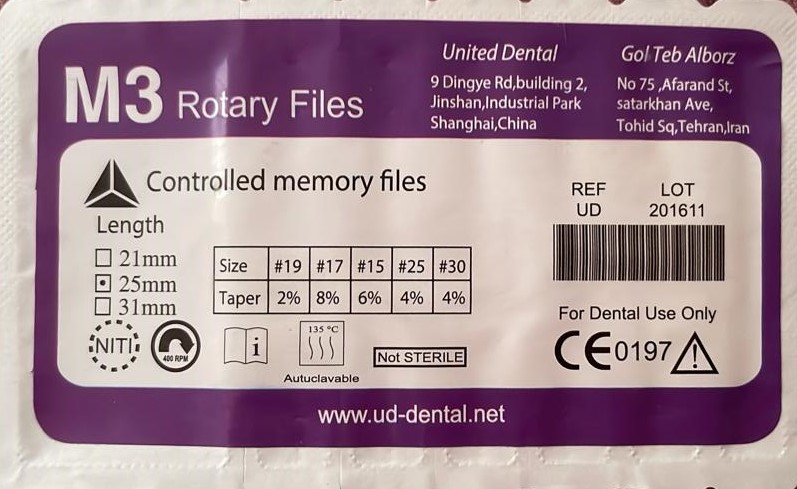 M3 Rotary Files
United Dental
9 Dingye Rd,building 2,
Jinshan,Industrial Park
Shanghai,China
Gol Teb Alborz
No 75 ,Afarand St,
satarkhan Ave,
Tohid Sq,Tehran,Iran
Controlled memory files
Length
21mm
25mm
31mm
Size #19 #17 #15 #25 #30
Taper 2% 8% 6% 4% 4%
REF LOT
UD 201611
For Dental Use Only
CE0197
NITI
400 RPM
i
135 °C
Autoclavable
Not STERILE
www.ud-dental.net